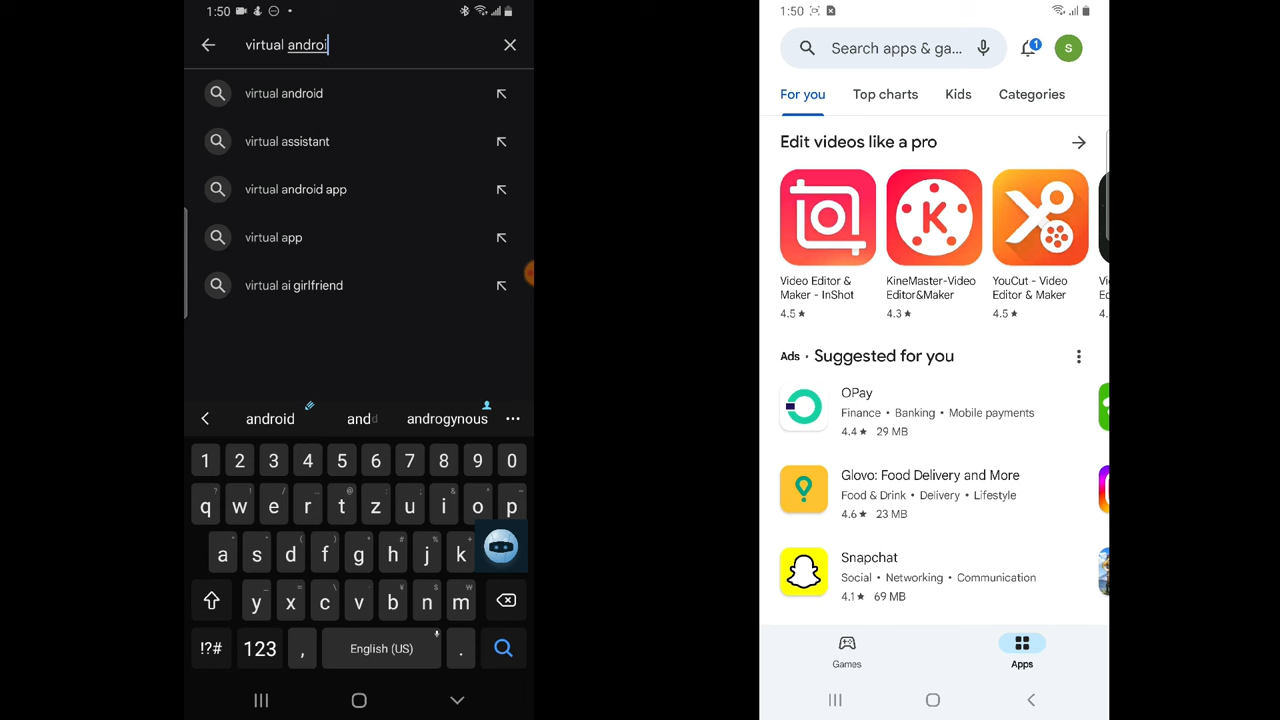 1:50
virtual androi
virtual android
virtual assistant
virtual android app
virtual app
virtual ai girlfriend
android andd androgynous
1 2 3 4 5 6 7 8 9 0
q w e r t z u i o p
a s d f g h j k
y x c v b n m
!?# 123 , English (US) .
1:50
Search apps & ga...
1
S
For you Top charts Kids Categories
Edit videos like a pro
K
Video Editor &
Maker - InShot
4.5 ★
KineMaster-Video
Editor&Maker
4.3 ★
YouCut - Video
Editor & Maker
4.5 ★
4.
Ads • Suggested for you
OPay
Finance • Banking • Mobile payments
4.4 ★ 29 MB
Glovo: Food Delivery and More
Food & Drink • Delivery • Lifestyle
4.6 ★ 23 MB
Snapchat
Social • Networking • Communication
4.1 ★ 69 MB
Games Apps